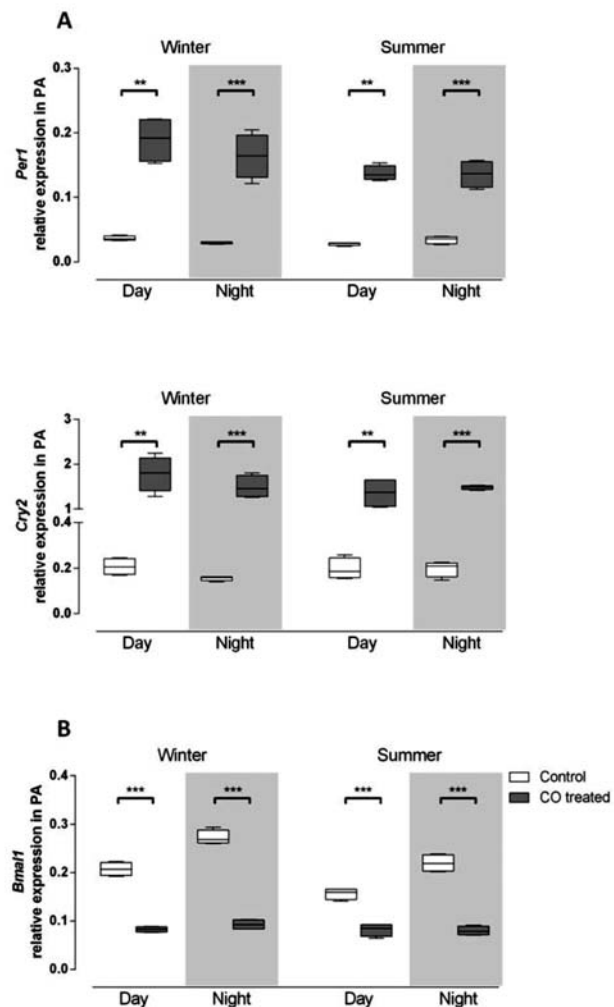 A
Winter Summer
0.3
** *** ** ***
0.2
Per1
relative expression in PA
0.1
0.0
Day Night Day Night
Winter Summer
3
** *** ** ***
2
1
Cry2
relative expression in PA
0.4
0.2
0.0
Day Night Day Night
B
Winter Summer
0.4
*** *** *** ***
Control
CO treated
0.3
Bmal1
relative expression in PA
0.2
0.1
0.0
Day Night Day Night